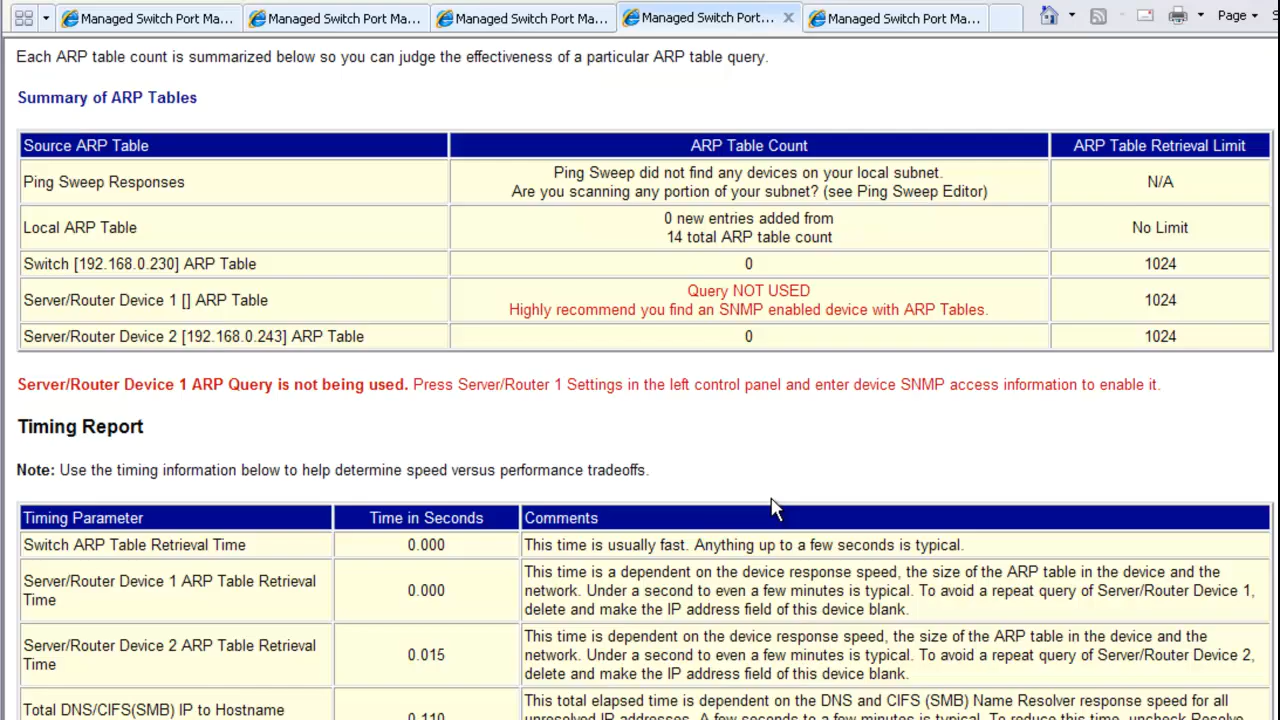 Managed Switch Port Ma...
Managed Switch Port Ma...
Managed Switch Port Ma...
Managed Switch Port...
Managed Switch Port Ma...
Page
Each ARP table count is summarized below so you can judge the effectiveness of a particular ARP table query.
Summary of ARP Tables
Source ARP Table
ARP Table Count
ARP Table Retrieval Limit
Ping Sweep Responses
Ping Sweep did not find any devices on your local subnet.
Are you scanning any portion of your subnet? (see Ping Sweep Editor)
N/A
Local ARP Table
0 new entries added from
14 total ARP table count
No Limit
Switch [192.168.0.230] ARP Table
0
1024
Server/Router Device 1 [] ARP Table
Query NOT USED
Highly recommend you find an SNMP enabled device with ARP Tables.
1024
Server/Router Device 2 [192.168.0.243] ARP Table
0
1024
Server/Router Device 1 ARP Query is not being used. Press Server/Router 1 Settings in the left control panel and enter device SNMP access information to enable it.
Timing Report
Note: Use the timing information below to help determine speed versus performance tradeoffs.
Timing Parameter
Time in Seconds
Comments
Switch ARP Table Retrieval Time
0.000
This time is usually fast. Anything up to a few seconds is typical.
Server/Router Device 1 ARP Table Retrieval
Time
0.000
This time is a dependent on the device response speed, the size of the ARP table in the device and the
network. Under a second to even a few minutes is typical. To avoid a repeat query of Server/Router Device 1,
delete and make the IP address field of this device blank.
Server/Router Device 2 ARP Table Retrieval
Time
0.015
This time is dependent on the device response speed, the size of the ARP table in the device and the
network. Under a second to even a few minutes is typical. To avoid a repeat query of Server/Router Device 2,
delete and make the IP address field of this device blank.
Total DNS/CIFS(SMB) IP to Hostname
0.110
This total elapsed time is dependent on the DNS and CIFS (SMB) Name Resolver response speed for all
unresolved IP addresses. A few seconds to a few minutes is typical. To reduce this time, uncheck Resolve